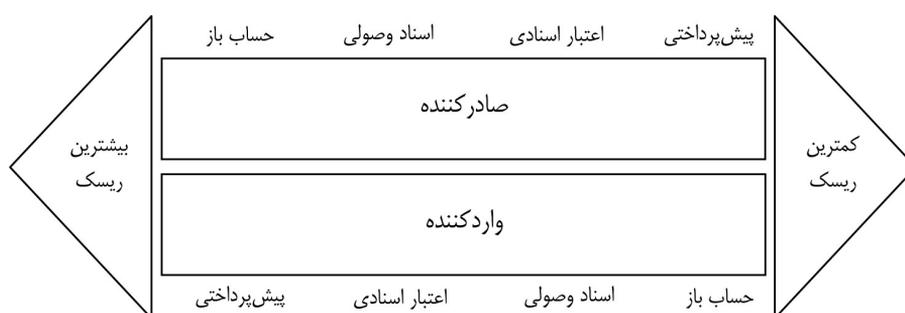 پیش‌پرداختی اعتبار اسنادی اسناد وصولی حساب باز
صادرکننده
کمترین
ریسک
بیشترین
ریسک
واردکننده
حساب باز اسناد وصولی اعتبار اسنادی پیش‌پرداختی